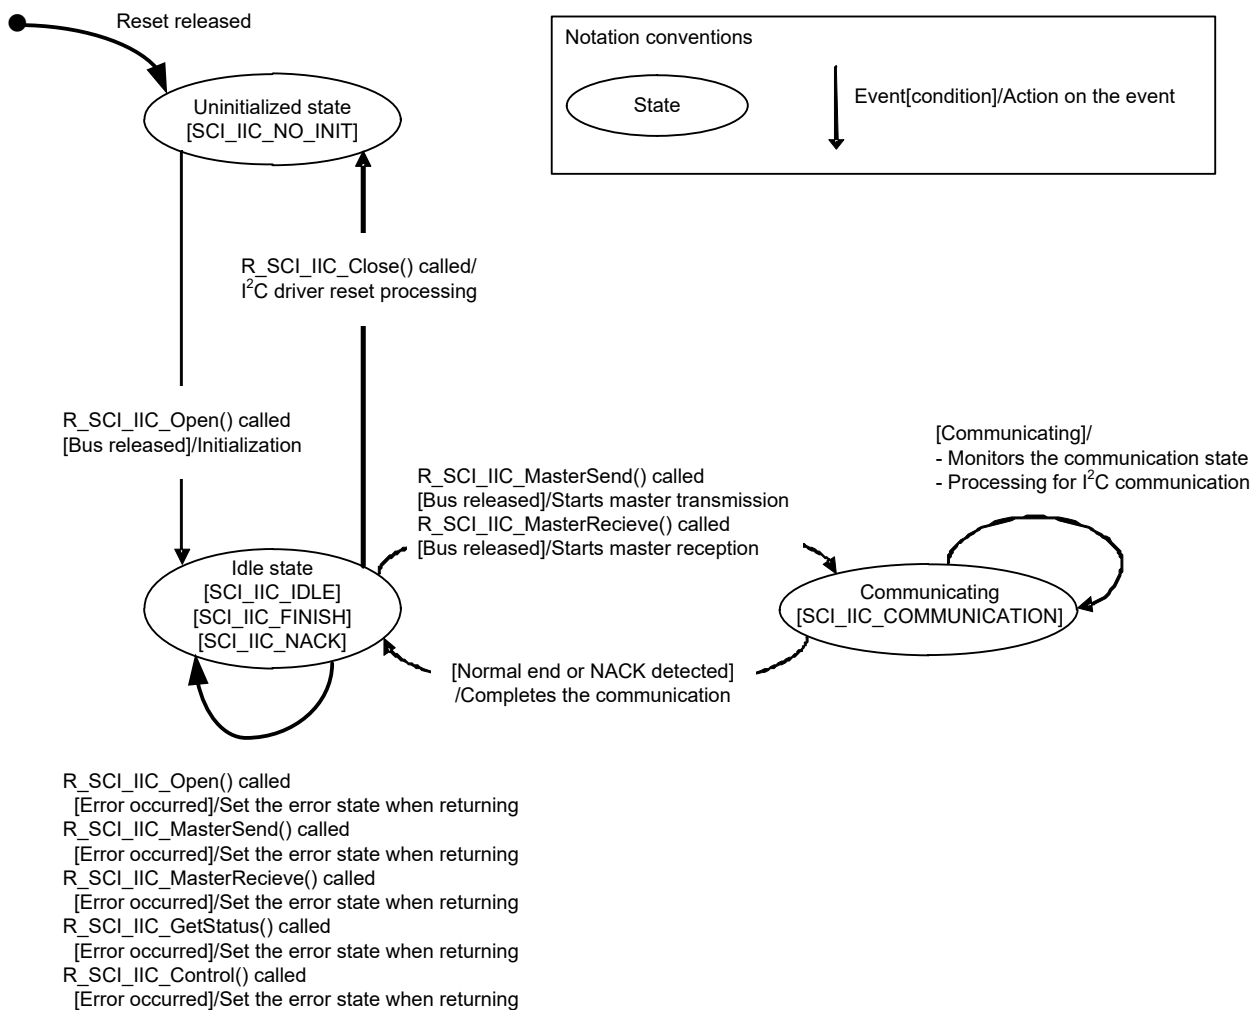 Reset released
Notation conventions
State
Event[condition]/Action on the event
Uninitialized state
[SCI_IIC_NO_INIT]
R_SCI_IIC_Close() called/
I²C driver reset processing
R_SCI_IIC_Open() called
[Bus released]/Initialization
R_SCI_IIC_MasterSend() called
[Bus released]/Starts master transmission
R_SCI_IIC_MasterRecieve() called
[Bus released]/Starts master reception
[Communicating]/
- Monitors the communication state
- Processing for I²C communication
Idle state
[SCI_IIC_IDLE]
[SCI_IIC_FINISH]
[SCI_IIC_NACK]
Communicating
[SCI_IIC_COMMUNICATION]
[Normal end or NACK detected]
/Completes the communication
R_SCI_IIC_Open() called
[Error occurred]/Set the error state when returning
R_SCI_IIC_MasterSend() called
[Error occurred]/Set the error state when returning
R_SCI_IIC_MasterRecieve() called
[Error occurred]/Set the error state when returning
R_SCI_IIC_GetStatus() called
[Error occurred]/Set the error state when returning
R_SCI_IIC_Control() called
[Error occurred]/Set the error state when returning